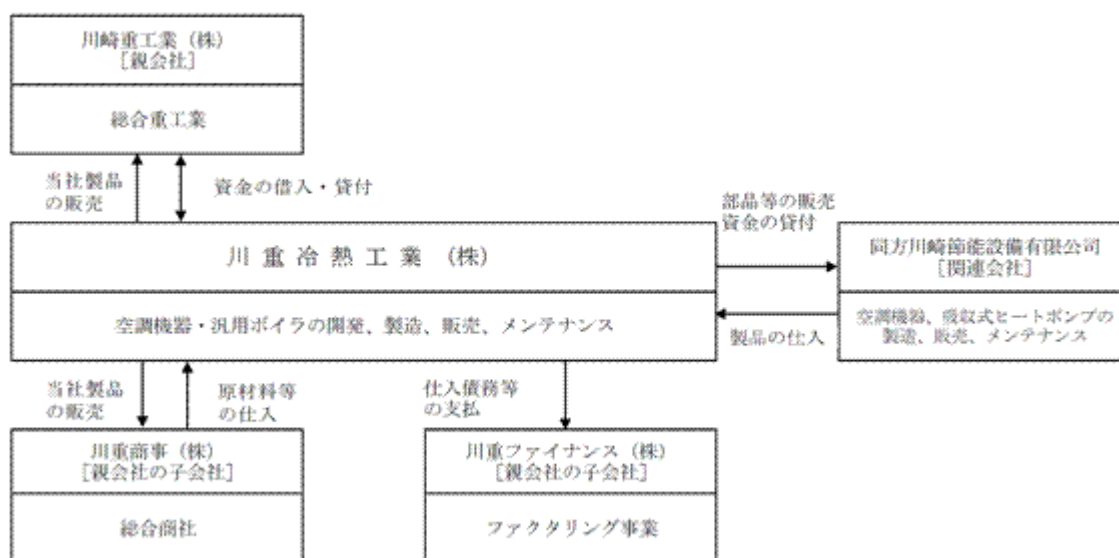 川崎重工業（株）
［親会社］
総合重工業
当社製品
の販売
資金の借入・貸付
部品等の販売
資金の貸付
川重冷熱工業（株）
空調機器・汎用ボイラの開発、製造、販売、メンテナンス
同方川崎節能設備有限公司
［関連会社］
空調機器、吸収式ヒートポンプの
製造、販売、メンテナンス
製品の仕入
当社製品
の販売
原材料等
の仕入
仕入債務等
の支払
川重商事（株）
［親会社の子会社］
総合商社
川重ファイナンス（株）
［親会社の子会社］
ファクタリング事業